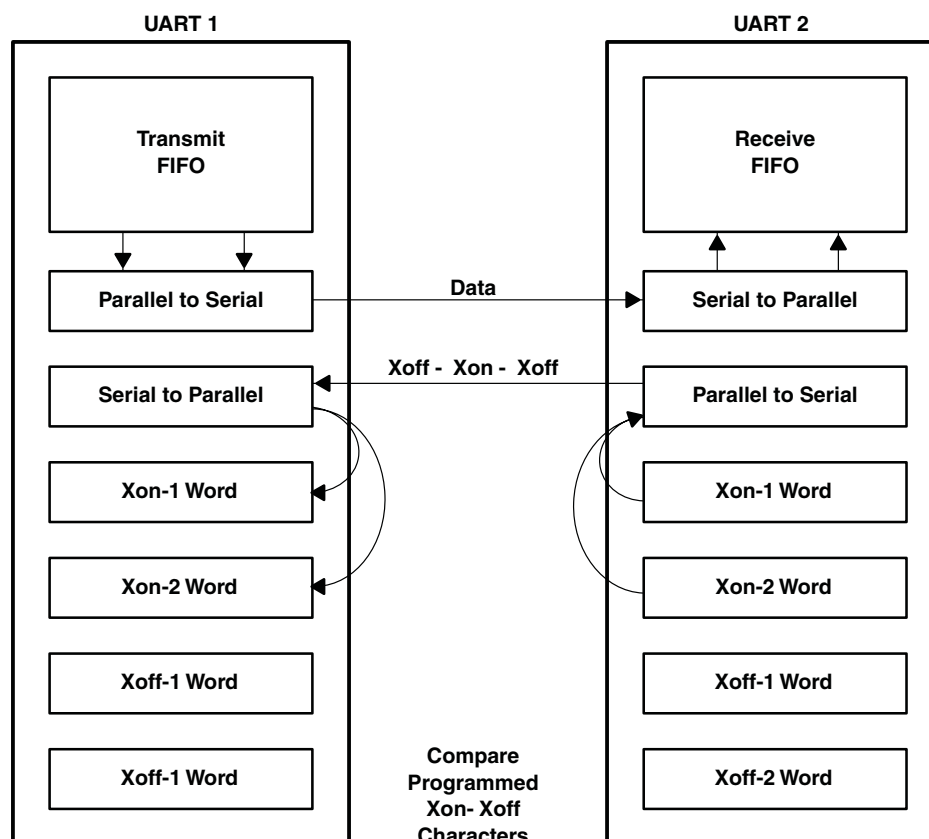 UART 1
UART 2
Transmit
FIFO
Receive
FIFO
Parallel to Serial
Data
Serial to Parallel
Xoff - Xon - Xoff
Serial to Parallel
Parallel to Serial
Xon-1 Word
Xon-1 Word
Xon-2 Word
Xon-2 Word
Xoff-1 Word
Xoff-1 Word
Xoff-1 Word
Compare
Programmed
Xon- Xoff
Characters
Xoff-2 Word